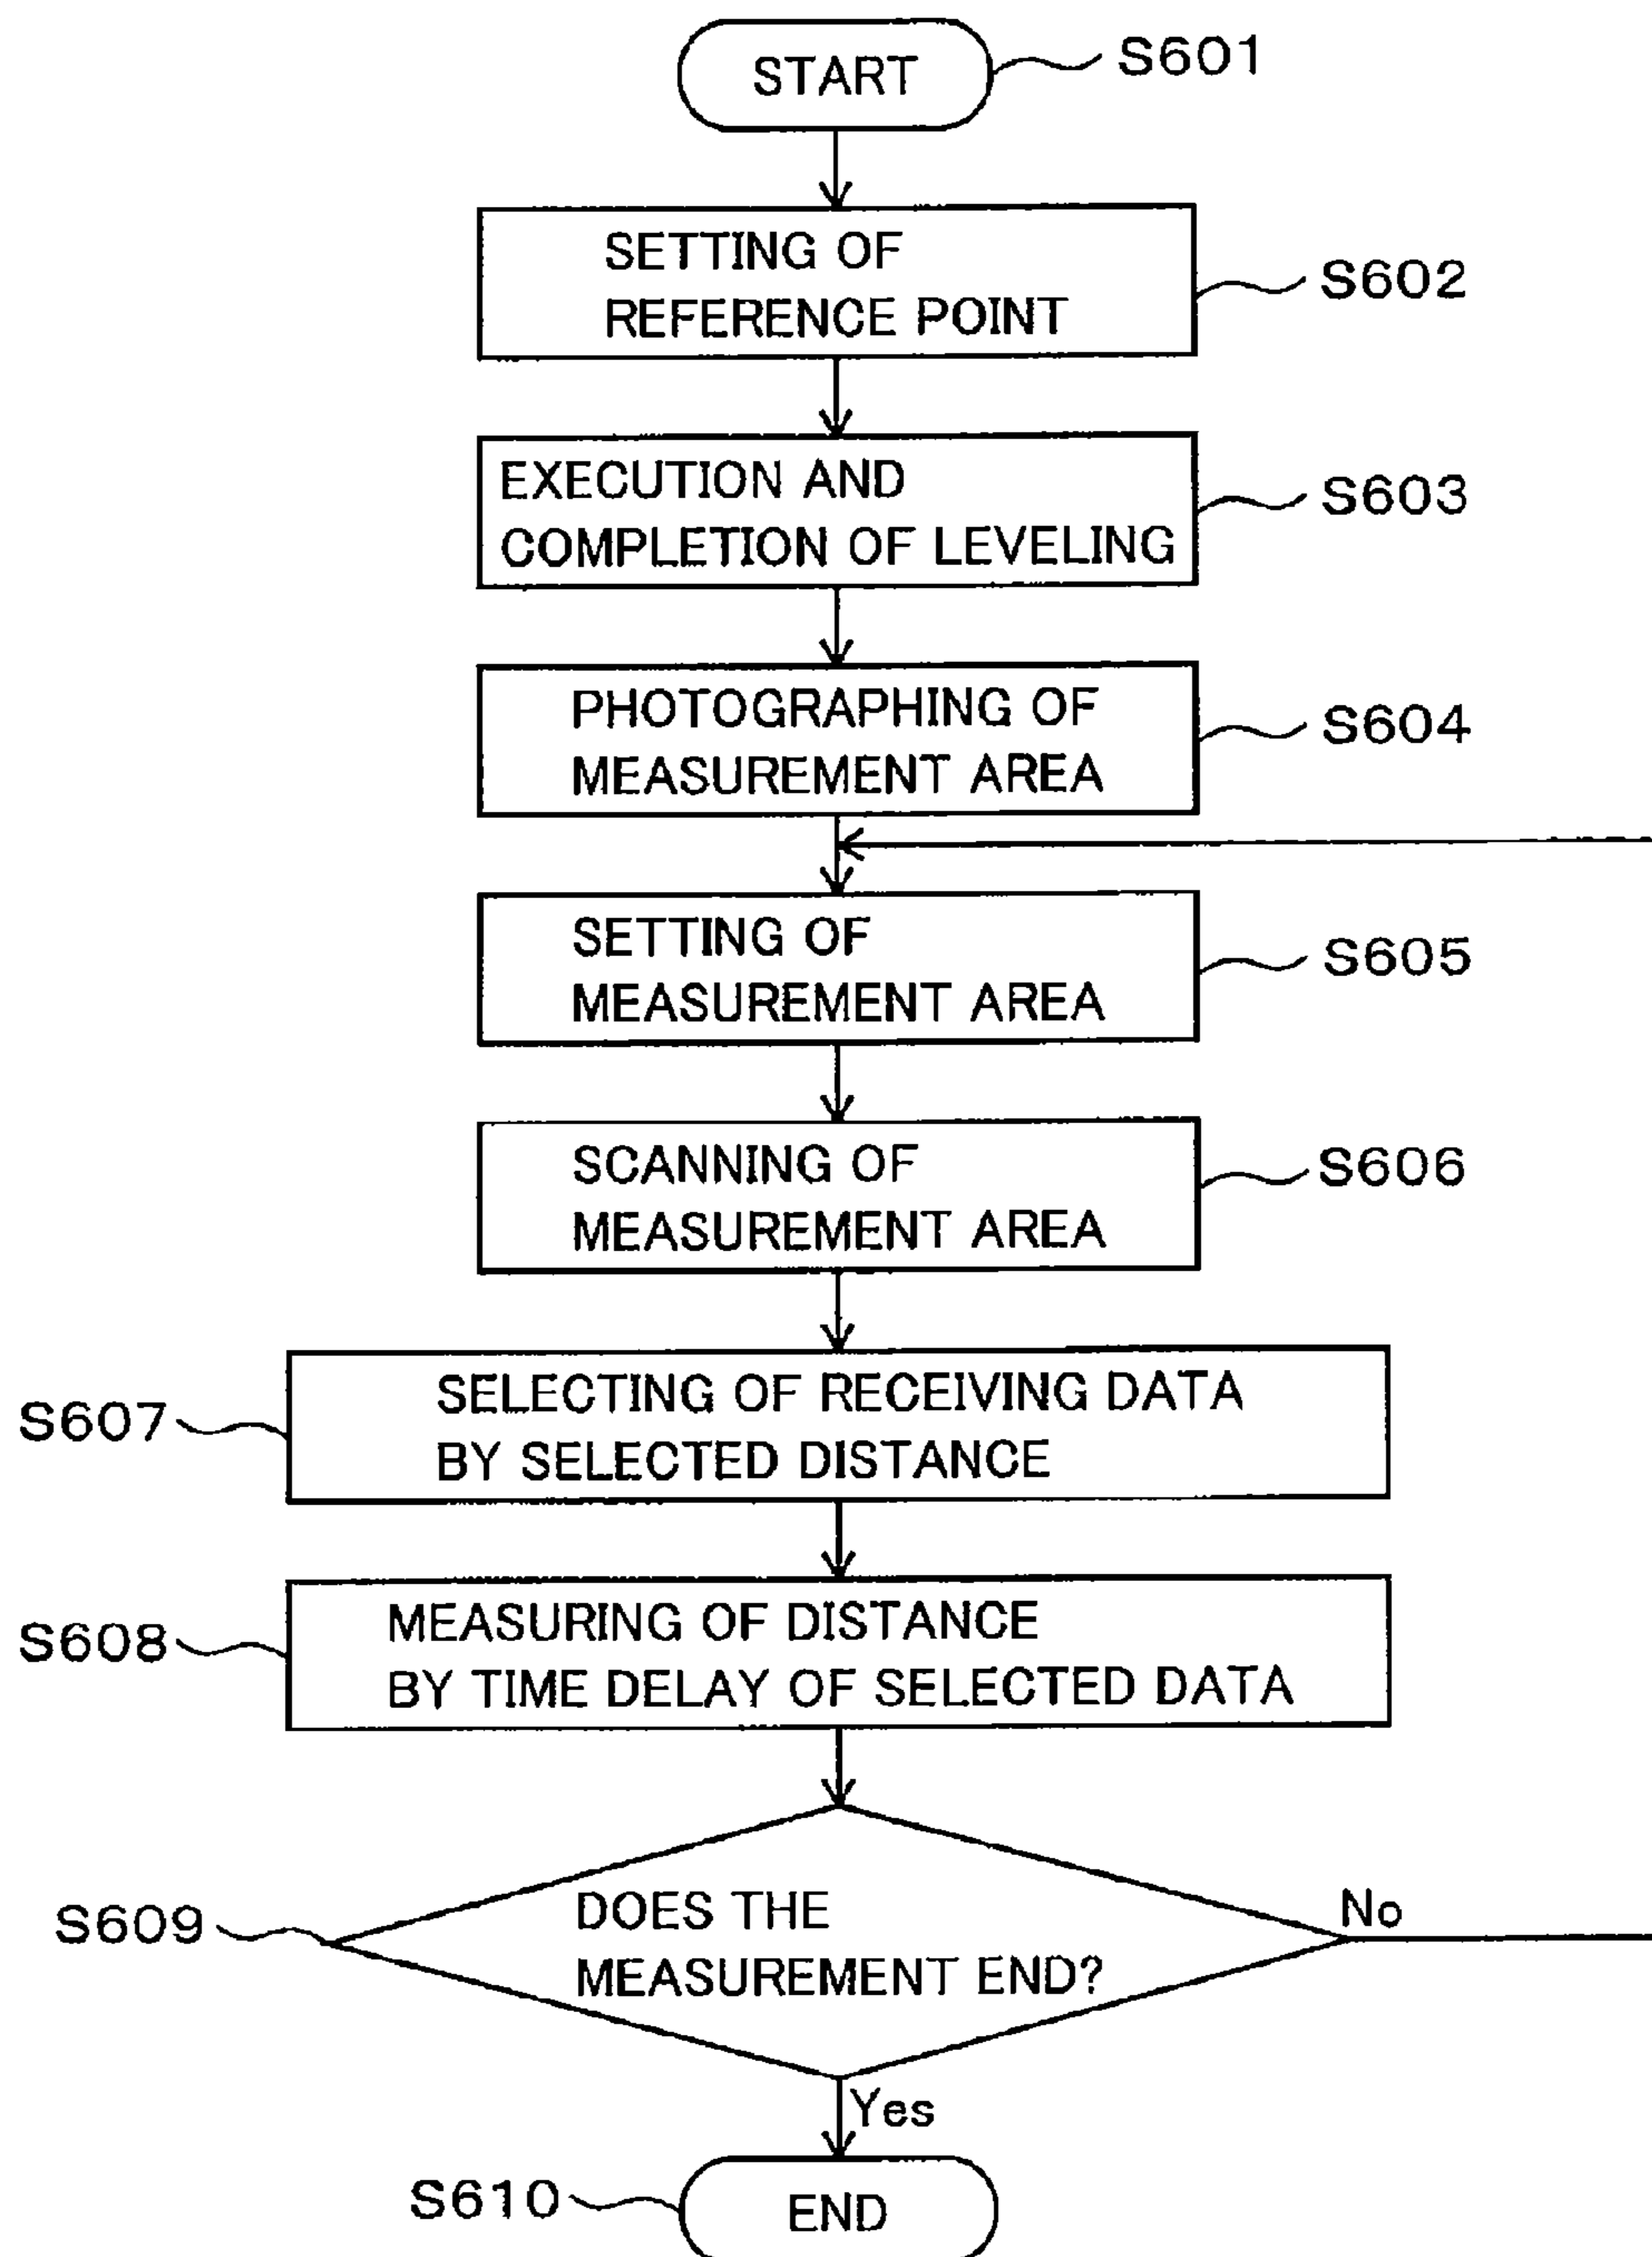 START
S601
SETTING OF
REFERENCE POINT
S602
EXECUTION AND
COMPLETION OF LEVELING
S603
PHOTOGRAPHING OF
MEASUREMENT AREA
S604
SETTING OF
MEASUREMENT AREA
S605
SCANNING OF
MEASUREMENT AREA
S606
S607
SELECTING OF RECEIVING DATA
BY SELECTED DISTANCE
S608
MEASURING OF DISTANCE
BY TIME DELAY OF SELECTED DATA
S609
DOES THE
MEASUREMENT END?
No
Yes
S610
END